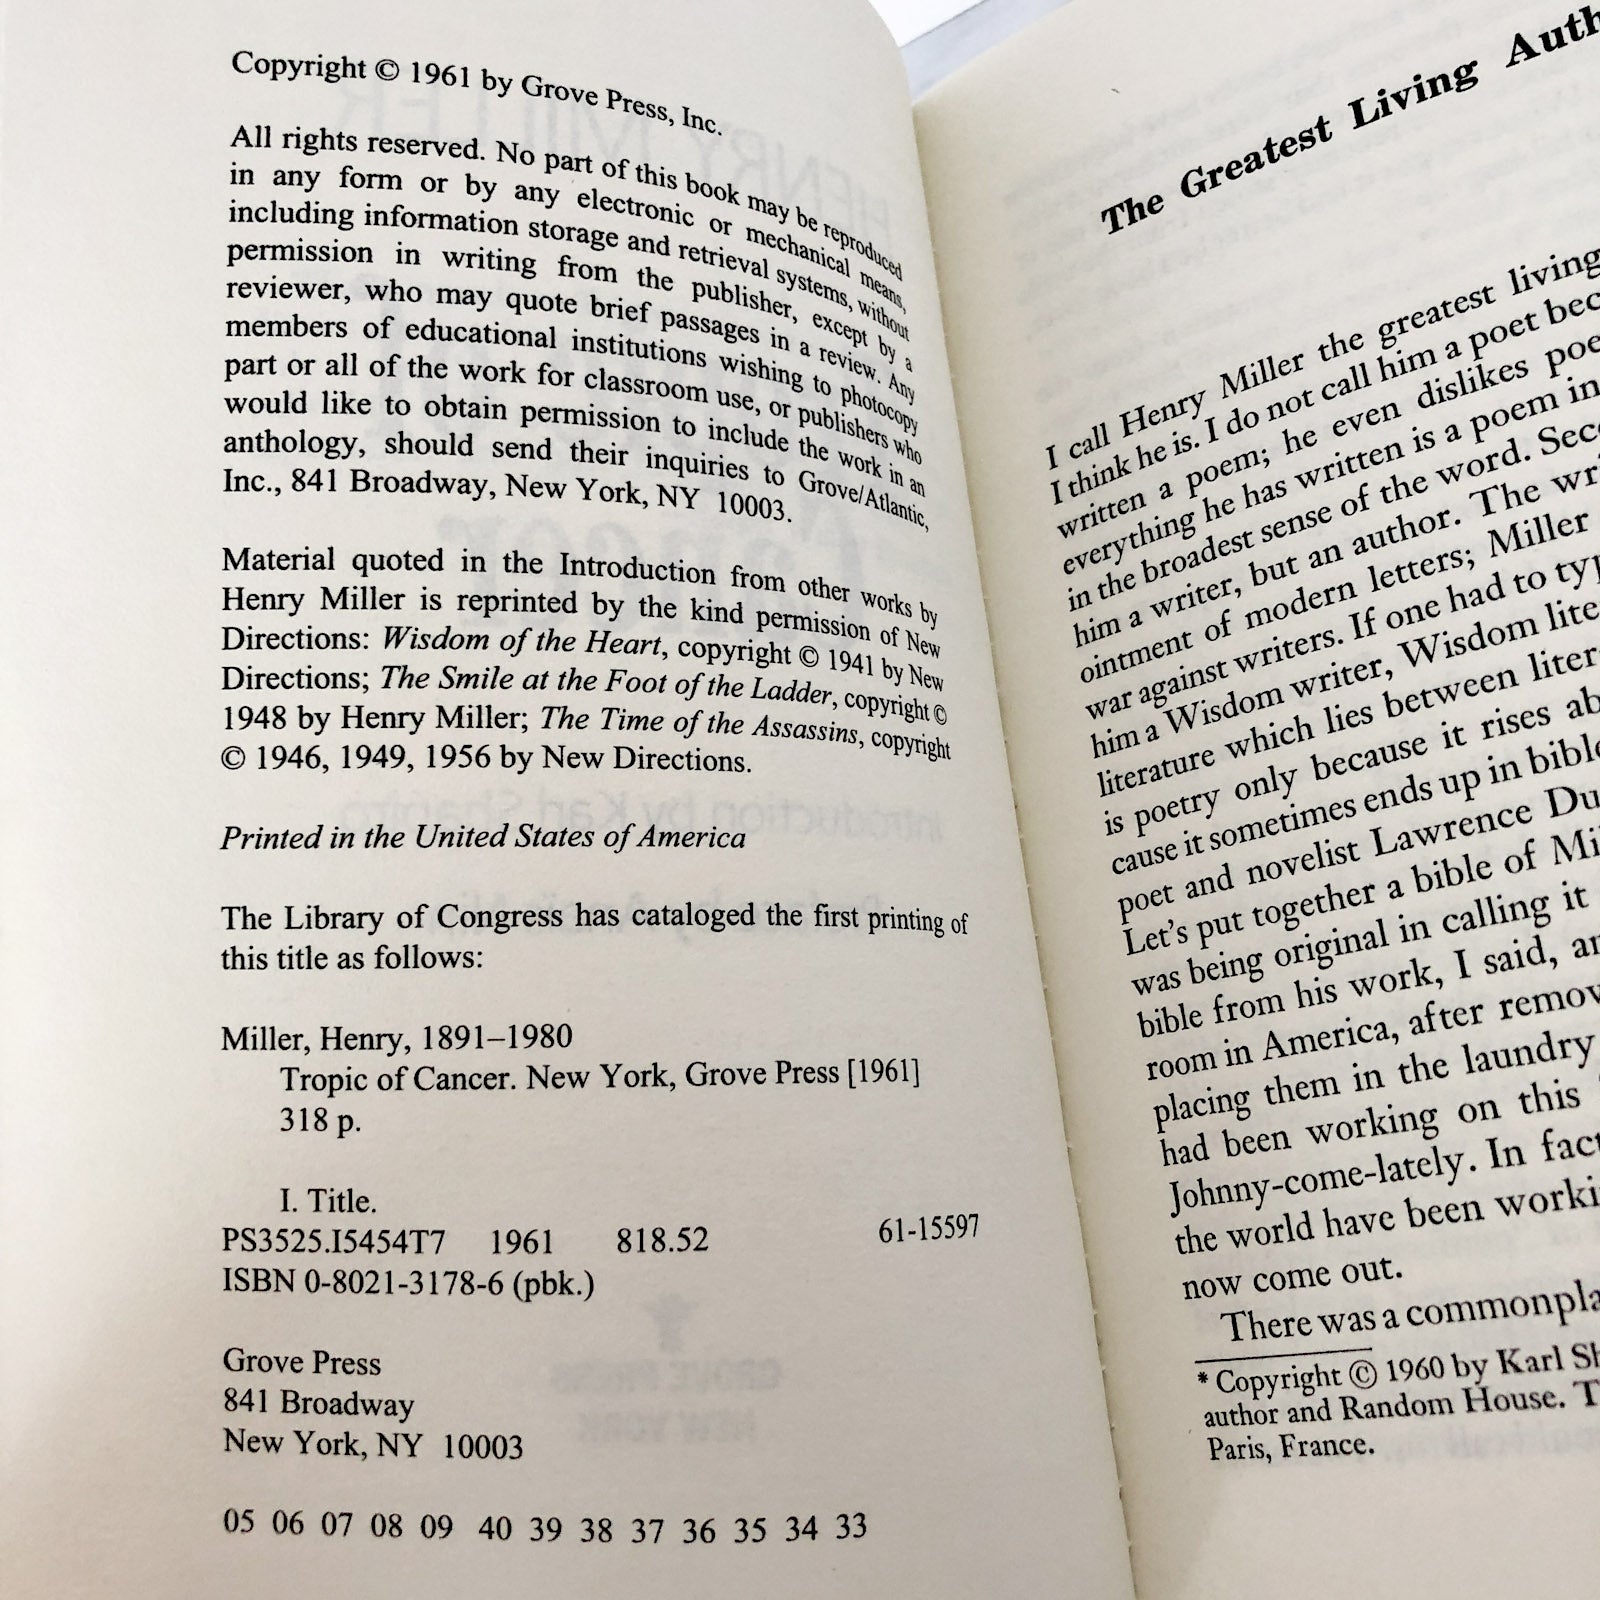 Copyright © 1961 by Grove Press, Inc.
All rights reserved. No part of this book may be reproduced
in any form or by any electronic or mechanical means,
including information storage and retrieval systems, without
permission in writing from the publisher, except by a
reviewer, who may quote brief passages in a review. Any
members of educational institutions wishing to photocopy
part or all of the work for classroom use, or publishers who
would like to obtain permission to include the work in an
anthology, should send their inquiries to Grove/Atlantic,
Inc., 841 Broadway, New York, NY 10003.
Material quoted in the Introduction from other works by
Henry Miller is reprinted by the kind permission of New
Directions: Wisdom of the Heart, copyright © 1941 by New
Directions; The Smile at the Foot of the Ladder, copyright ©
1948 by Henry Miller; The Time of the Assassins, copyright
© 1946, 1949, 1956 by New Directions.
Printed in the United States of America
The Library of Congress has cataloged the first printing of
this title as follows:
Miller, Henry, 1891–1980
Tropic of Cancer. New York, Grove Press [1961]
318 p.
I. Title.
PS3525.I5454T7 1961 818.52 61-15597
ISBN 0-8021-3178-6 (pbk.)
Grove Press
841 Broadway
New York, NY 10003
05 06 07 08 09 40 39 38 37 36 35 34 33
The Greatest Living
I call Henry Miller the greatest living
I think he is. I do not call him a poet
written a poem; he even dislikes
everything he has written is a poem in
in the broadest sense of the word.
him a writer, but an author. The
ointment of modern letters; Miller
war against writers. If one had to
him a Wisdom writer, Wisdom
literature which lies between
is poetry only because it rises
cause it sometimes ends up in
poet and novelist Lawrence
Let's put together a bible of
was being original in calling it
bible from his work, I said,
room in America, after
placing them in the laundry
had been working on this
Johnny-come-lately. In
the world have been
now come out.
There was a
* Copyright © 1960 by Karl
author and Random House.
Paris, France.